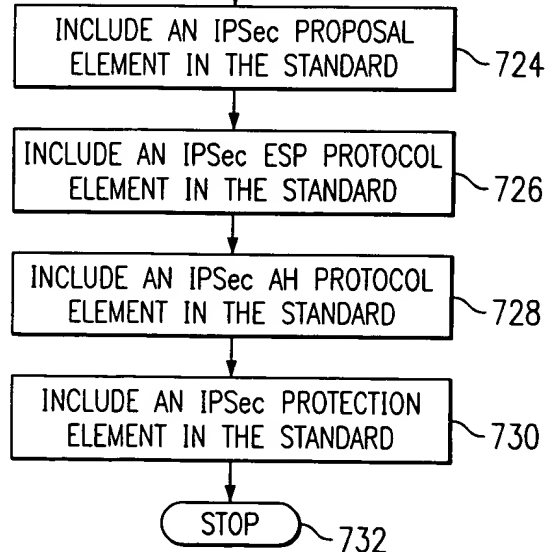 INCLUDE AN IPSec PROPOSAL
ELEMENT IN THE STANDARD
724
INCLUDE AN IPSec ESP PROTOCOL
ELEMENT IN THE STANDARD
726
INCLUDE AN IPSec AH PROTOCOL
ELEMENT IN THE STANDARD
728
INCLUDE AN IPSec PROTECTION
ELEMENT IN THE STANDARD
730
STOP
732